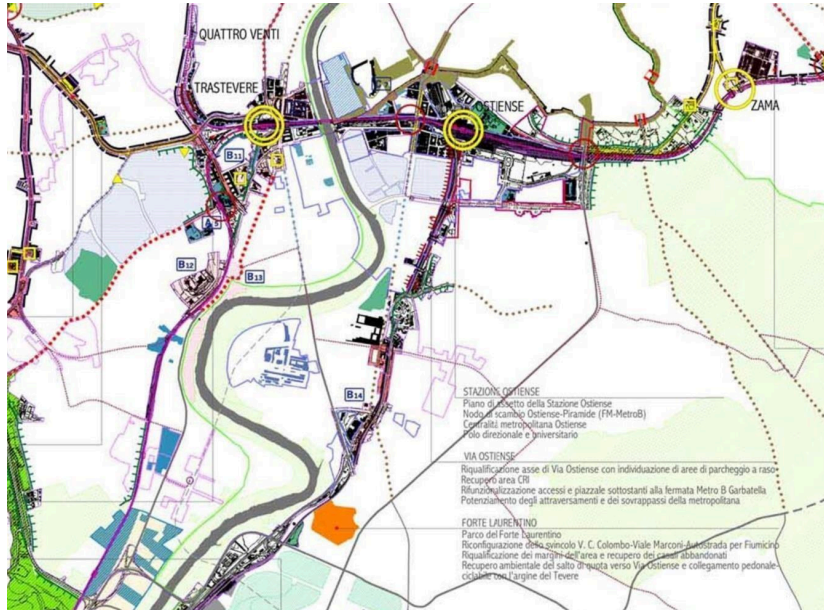 QUATTRO VENTI
TRASTEVERE
OSTIENSE
ZAMA
B11
B12
B13
B14
STAZIONE OSTIENSE
Piano di assetto della Stazione Ostiense
Nodo di scambio Ostiense-Piramide (FM-MetroB)
Centralità metropolitana Ostiense
Polo direzionale e universitario
VIA OSTIENSE
Riqualificazione asse di Via Ostiense con individuazione di aree di parcheggio a raso
Recupero area CRI
Rifunzionalizzazione accessi e piazzale sottostanti alla fermata Metro B Garbatella
Potenziamento degli attraversamenti e dei sovrappassi della metropolitana
FORTE LAURENTINO
Parco del Forte Laurentino
Riconfigurazione dello svincolo V. C. Colombo-Viale Marconi-Autostrada per Fiumicino
Riqualificazione dei margini dell'area e recupero dei casali abbandonati
Recupero ambientale del salto di quota verso Via Ostiense e collegamento pedonale-
ciclabile con l'argine del Tevere